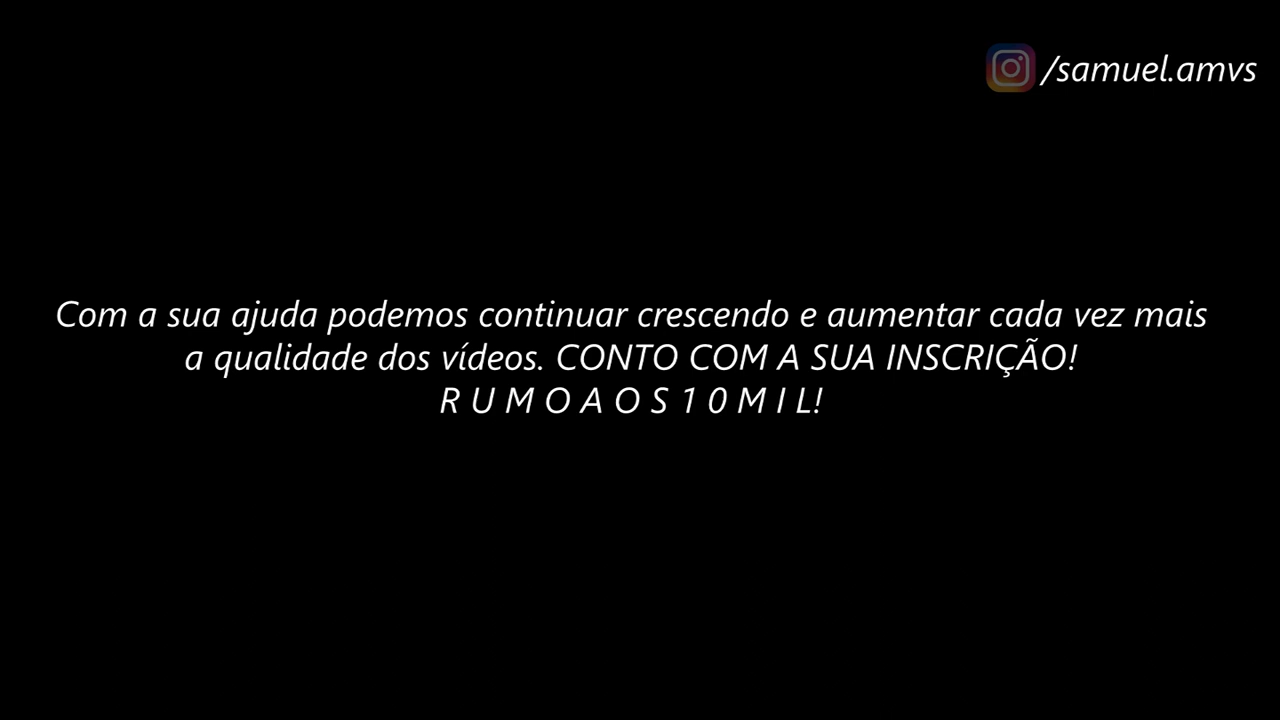 /samuel.amvs
Com a sua ajuda podemos continuar crescendo e aumentar cada vez mais
a qualidade dos vídeos. CONTO COM A SUA INSCRIÇÃO!
R U M O A O S 1 0 M I L!